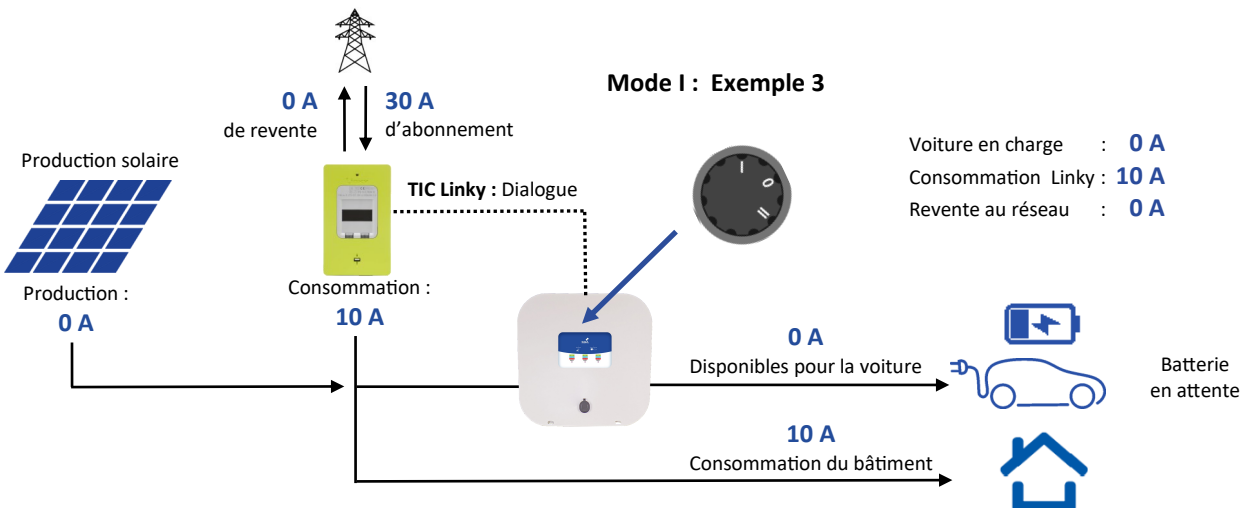 Mode I : Exemple 3
0 A
de revente
30 A
d'abonnement
Voiture en charge : 0 A
Consommation Linky : 10 A
Revente au réseau : 0 A
Production solaire
TIC Linky : Dialogue
I
0
II
Production :
0 A
Consommation :
10 A
0 A
Disponibles pour la voiture
Batterie
en attente
10 A
Consommation du bâtiment